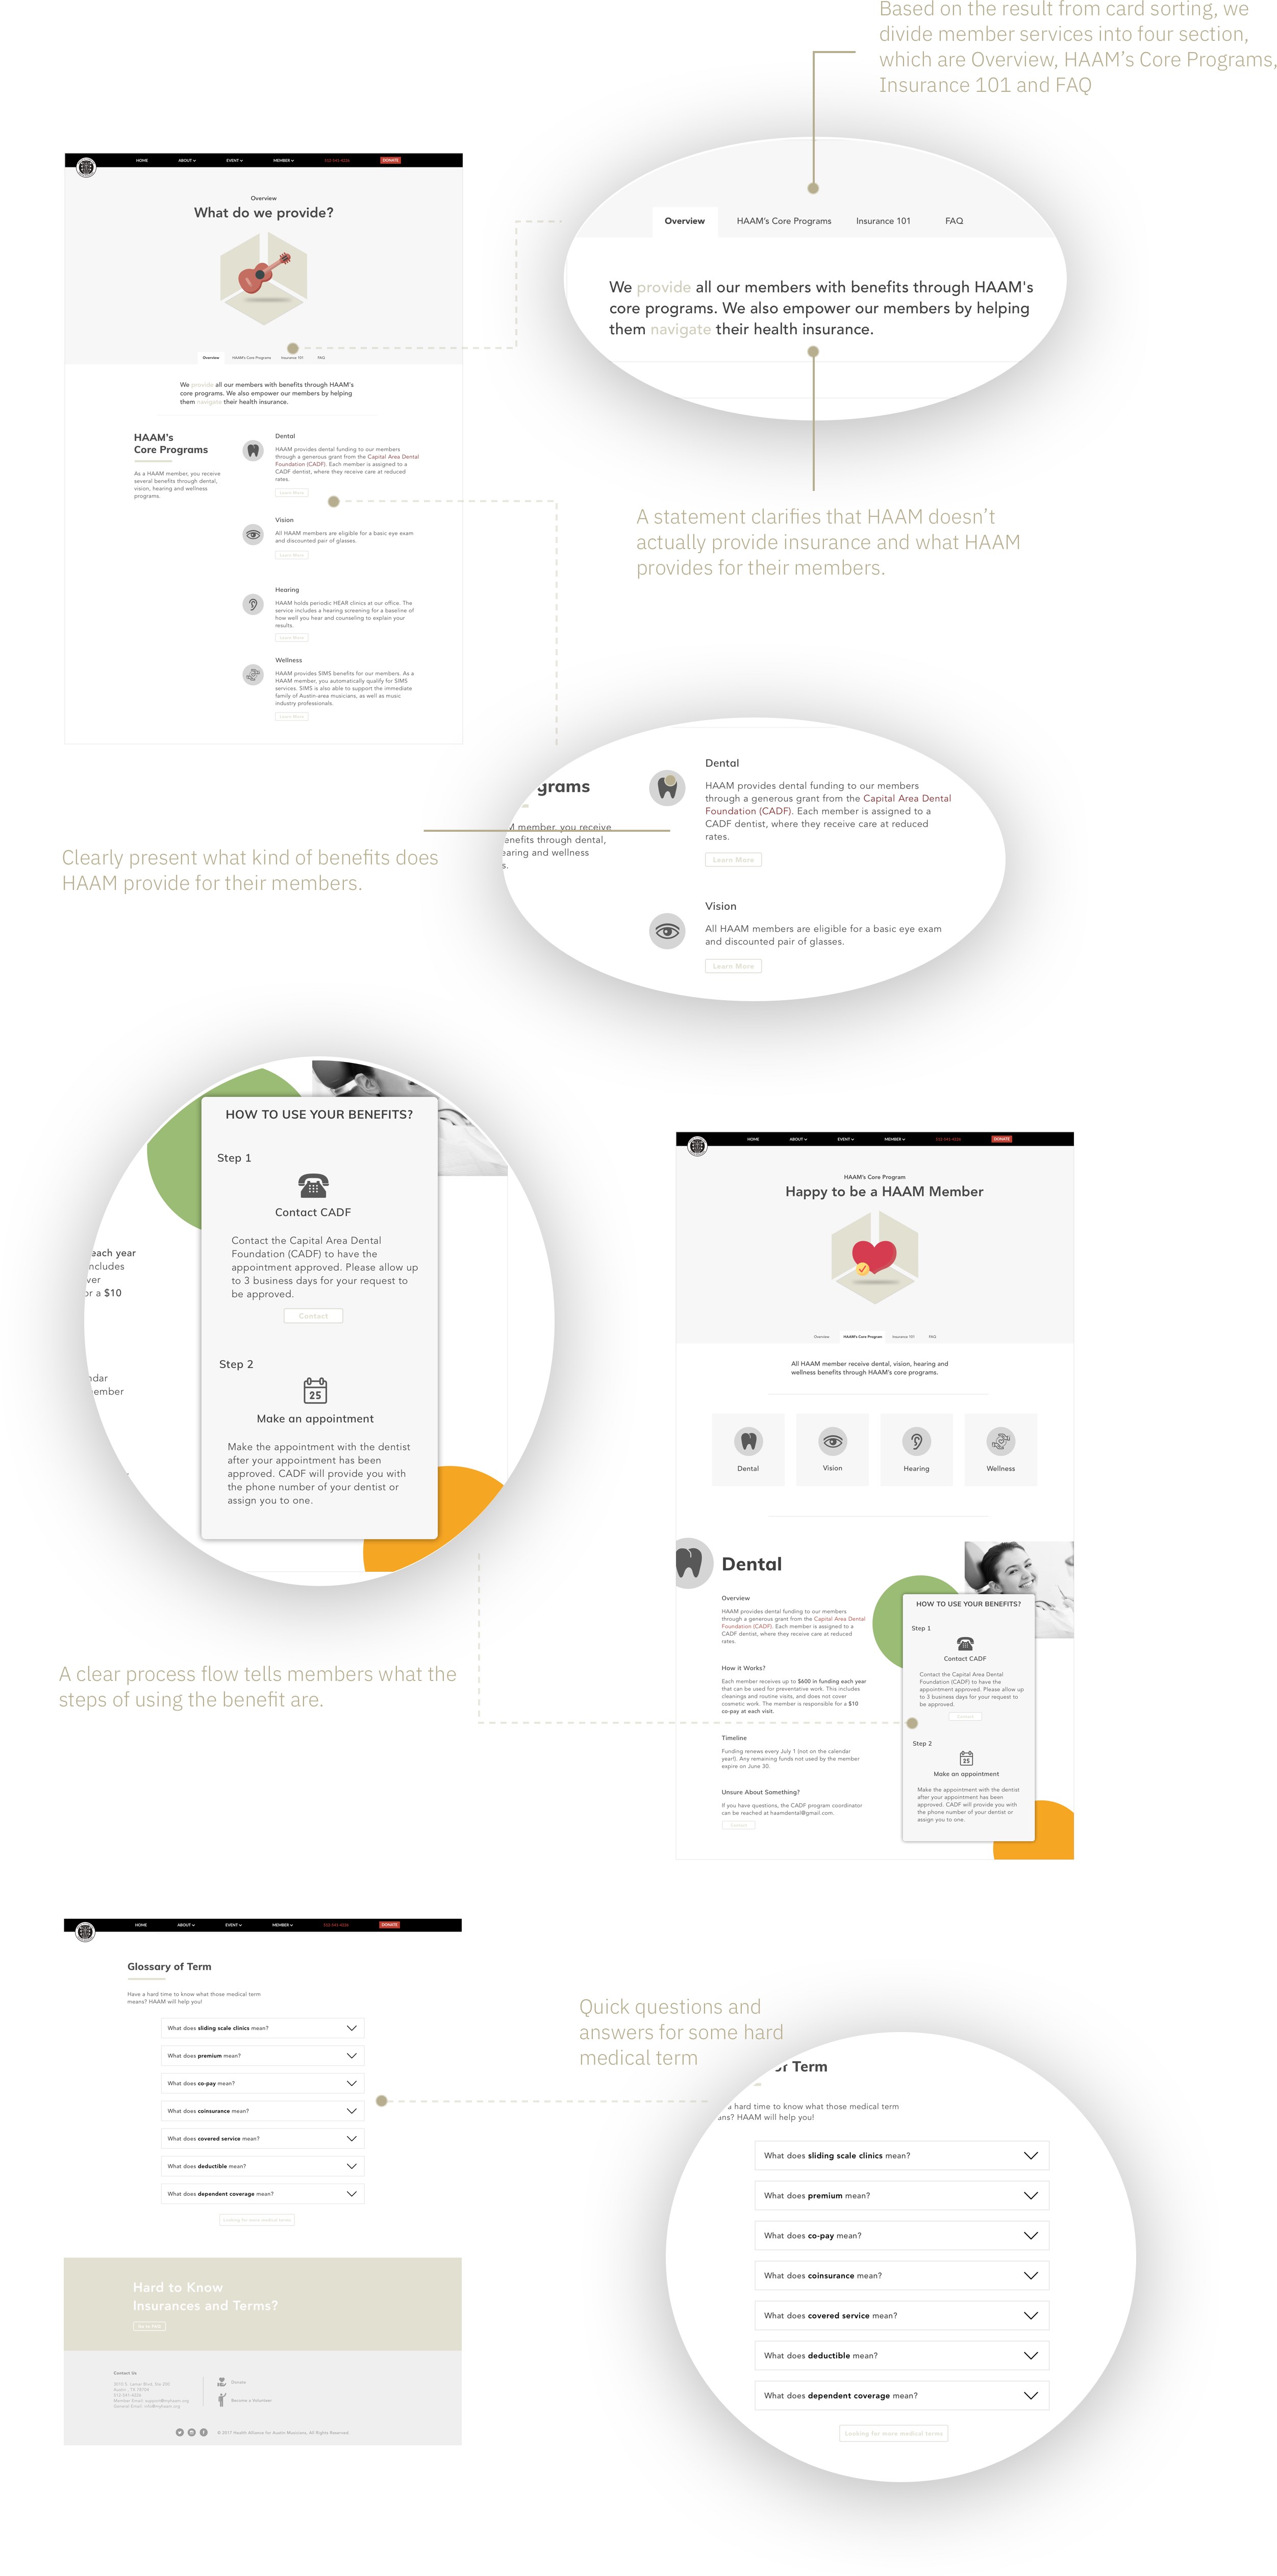 Based on the result from card sorting, we
divide member services into four section,
which are Overview, HAAM's Core Programs,
Insurance 101 and FAQ
HOME ABOUT EVENT MEMBER 512-541-4226 DONATE
Overview
What do we provide?
Overview HAAM's Core Programs Insurance 101 FAQ
We provide all our members with benefits through HAAM's
core programs. We also empower our members by helping
them navigate their health insurance.
Overview HAAM's Core Programs Insurance 101 FAQ
We provide all our members with benefits through HAAM's
core programs. We also empower our members by helping
them navigate their health insurance.
A statement clarifies that HAAM doesn't
actually provide insurance and what HAAM
provides for their members.
HAAM's
Core Programs
As a HAAM member, you receive
several benefits through dental,
vision, hearing and wellness
programs.
Dental
HAAM provides dental funding to our members
through a generous grant from the Capital Area Dental
Foundation (CADF). Each member is assigned to a
CADF dentist, where they receive care at reduced
rates.
Learn More
Vision
All HAAM members are eligible for a basic eye exam
and discounted pair of glasses.
Learn More
Hearing
HAAM holds periodic HEAR clinics at our office. The
service includes a hearing screening for a baseline of
how well you hear and counseling to explain your
results.
Learn More
Wellness
HAAM provides SIMS benefits for our members. As a
HAAM member, you automatically qualify for SIMS
services. SIMS is also able to support the immediate
family of Austin-area musicians, as well as music
industry professionals.
Learn More
Clearly present what kind of benefits does
HAAM provide for their members.
grams
M member, you receive
enefits through dental,
earing and wellness
s.
Dental
HAAM provides dental funding to our members
through a generous grant from the Capital Area Dental
Foundation (CADF). Each member is assigned to a
CADF dentist, where they receive care at reduced
rates.
Learn More
Vision
All HAAM members are eligible for a basic eye exam
and discounted pair of glasses.
Learn More
each year
ncludes
ver
or a $10
ndar
ember
HOW TO USE YOUR BENEFITS?
Step 1
Contact CADF
Contact the Capital Area Dental
Foundation (CADF) to have the
appointment approved. Please allow up
to 3 business days for your request to
be approved.
Contact
Step 2
25
Make an appointment
Make the appointment with the dentist
after your appointment has been
approved. CADF will provide you with
the phone number of your dentist or
assign you to one.
A clear process flow tells members what the
steps of using the benefit are.
HOME ABOUT EVENT MEMBER 512-541-4226 DONATE
HAAM's Core Program
Happy to be a HAAM Member
Overview HAAM's Core Program Insurance 101 FAQ
All HAAM member receive dental, vision, hearing and
wellness benefits through HAAM's core programs.
Dental Vision Hearing Wellness
Dental
Overview
HAAM provides dental funding to our members
through a generous grant from the Capital Area Dental
Foundation (CADF). Each member is assigned to a
CADF dentist, where they receive care at reduced
rates.
How it Works?
Each member receives up to $600 in funding each year
that can be used for preventative work. This includes
cleanings and routine visits, and does not cover
cosmetic work. The member is responsible for a $10
co-pay at each visit.
Timeline
Funding renews every July 1 (not on the calendar
year!). Any remaining funds not used by the member
expire on June 30.
Unsure About Something?
If you have questions, the CADF program coordinator
can be reached at haamdental@gmail.com.
Contact
HOW TO USE YOUR BENEFITS?
Step 1
Contact CADF
Contact the Capital Area Dental
Foundation (CADF) to have the
appointment approved. Please allow up
to 3 business days for your request to
be approved.
Contact
Step 2
25
Make an appointment
Make the appointment with the dentist
after your appointment has been
approved. CADF will provide you with
the phone number of your dentist or
assign you to one.
HOME ABOUT EVENT MEMBER 512-541-4226 DONATE
Glossary of Term
Have a hard time to know what those medical term
means? HAAM will help you!
What does sliding scale clinics mean?
What does premium mean?
What does co-pay mean?
What does coinsurance mean?
What does covered service mean?
What does deductible mean?
What does dependent coverage mean?
Looking for more medical terms
Hard to Know
Insurances and Terms?
Go to FAQ
Contact Us
Austin , TX 78704
512-541-4226
Member Email: support@myhaam.org
General Email: info@myhaam.org
Donate
Become a Volunteer
© 2017 Health Alliance for Austin Musicians, All Rights Reserved.
Quick questions and
answers for some hard
medical term
of Term
a hard time to know what those medical term
ans? HAAM will help you!
What does sliding scale clinics mean?
What does premium mean?
What does co-pay mean?
What does coinsurance mean?
What does covered service mean?
What does deductible mean?
What does dependent coverage mean?
Looking for more medical terms